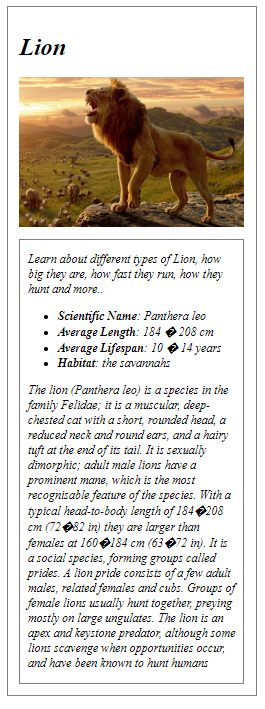 Lion
Learn about different types of Lion, how
big they are, how fast they run, how they
hunt and more..
• Scientific Name: Panthera leo
• Average Length: 184 � 208 cm
• Average Lifespan: 10 � 14 years
• Habitat: the savannahs
The lion (Panthera leo) is a species in the
family Felidae; it is a muscular, deep-
chested cat with a short, rounded head, a
reduced neck and round ears, and a hairy
tuft at the end of its tail. It is sexually
dimorphic; adult male lions have a
prominent mane, which is the most
recognisable feature of the species. With a
typical head-to-body length of 184�208
cm (72�82 in) they are larger than
females at 160�184 cm (63�72 in). It is
a social species, forming groups called
prides. A lion pride consists of a few adult
males, related females and cubs. Groups of
female lions usually hunt together, preying
mostly on large ungulates. The lion is an
apex and keystone predator, although some
lions scavenge when opportunities occur,
and have been known to hunt humans